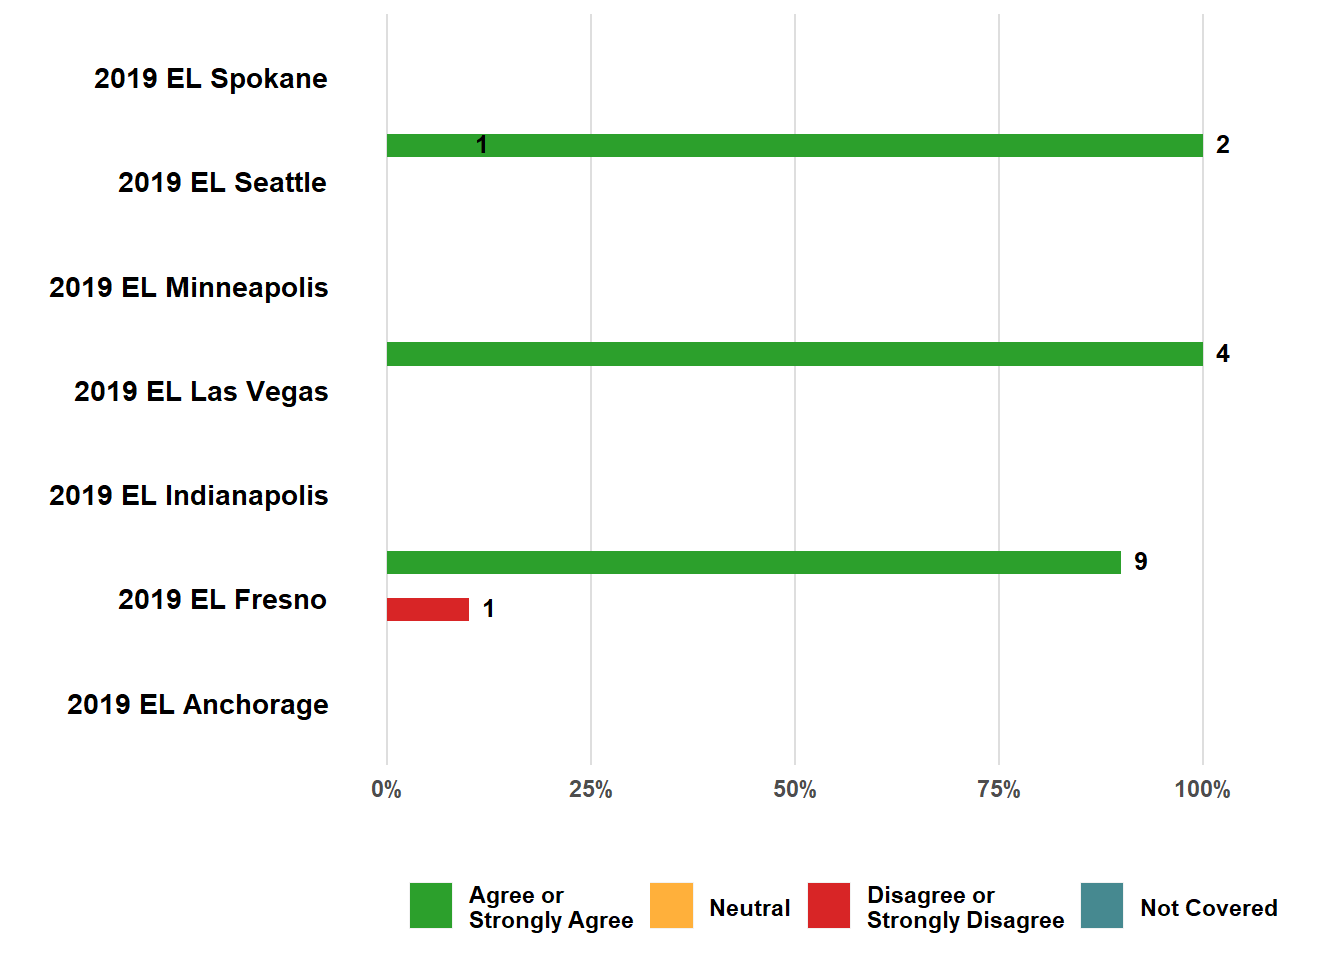 2019 EL Spokane
1 2
2019 EL Seattle
2019 EL Minneapolis
4
2019 EL Las Vegas
2019 EL Indianapolis
9
2019 EL Fresno
1
2019 EL Anchorage
0% 25% 50% 75% 100%
Agree or
Strongly Agree
Neutral
Disagree or
Strongly Disagree
Not Covered